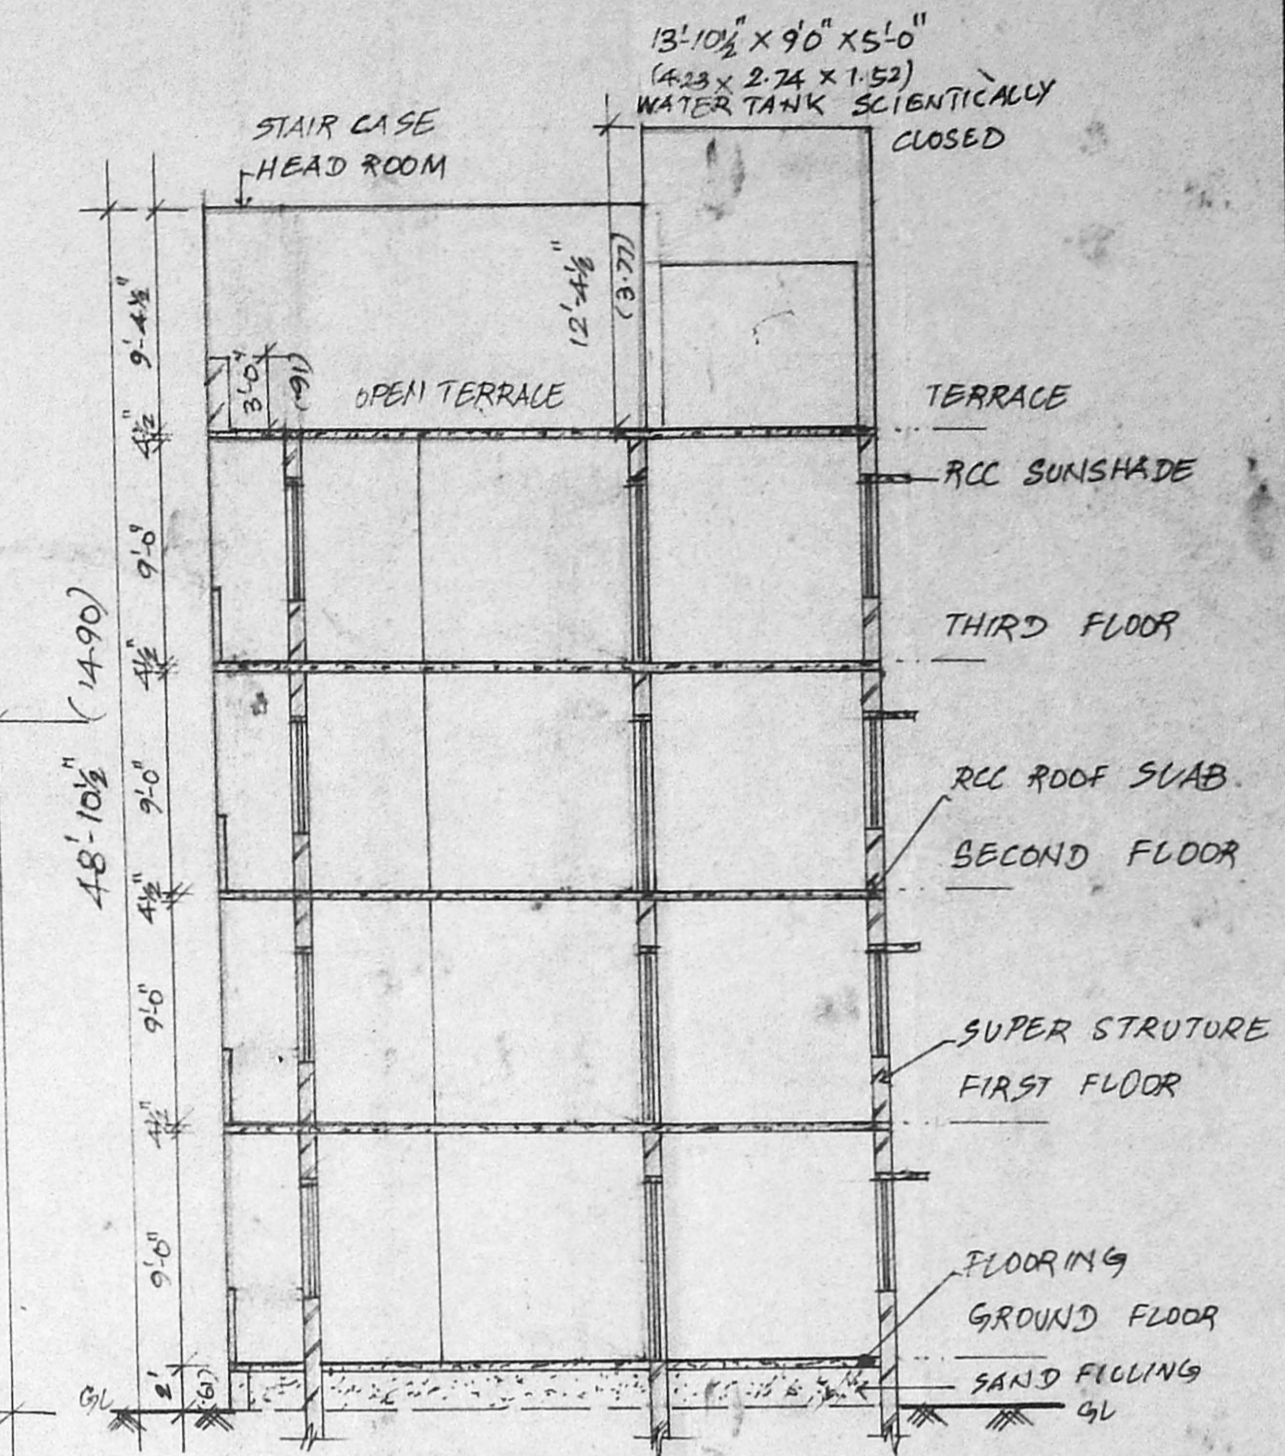 13'-10½" X 9'0" X 5'-0"
(4.23 x 2.74 x 1.52)
WATER TANK SCIENTICALLY
CLOSED
STAIR CASE
HEAD ROOM
9'-4½"
12'-4½"
(3.77)
3'-0"
(.91)
OPEN TERRACE
TERRACE
4½"
RCC SUNSHADE
9'-0"
THIRD FLOOR
4½"
48'-10½" (14.90)
9'-0"
RCC ROOF SLAB
SECOND FLOOR
4½"
9'-0"
SUPER STRUTURE
FIRST FLOOR
4½"
9'-0"
FLOORING
GROUND FLOOR
SAND FILLING
GL
2'
(.61)
GL